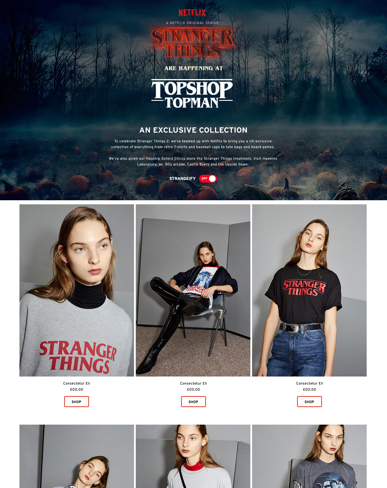 NETFLIX
A NETFLIX ORIGINAL SERIES
STRANGER
THINGS
ARE HAPPENING AT
TOPSHOP
TOPMAN
AN EXCLUSIVE COLLECTION
To celebrate Stranger Things 2, we've teamed up with Netflix to bring you a
collection of everything from retro T-shirts and baseball caps to tote bags and board games.
We've also given our flagship Oxford Circus store the Stranger Things treatment. Visit Hawkins
Laboratory, an '80s arcade, Castle Byers and the Upside Down.
STRANGEIFY OFF
STRANGER
THINGS
STRANGER
THINGS
Consectetur Eli
Consectetur Eli
Consectetur Eli
£00.00
£00.00
£00.00
SHOP
SHOP
SHOP